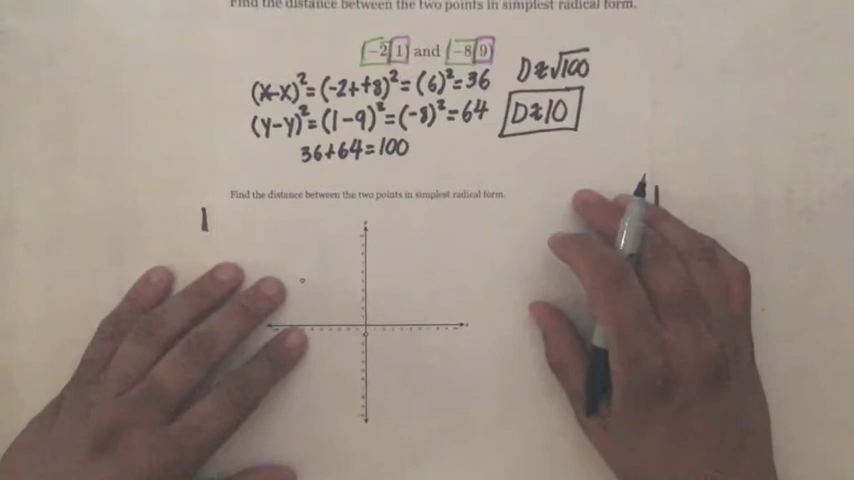 Find the distance between the two points in simplest radical form.
(-2, 1) and (-8, 9)
(x-x)²=(-2++8)²=(6)²=36
D≈√100
(y-y)²=(1-9)²=(-8)²=64
D≈10
36+64=100
Find the distance between the two points in simplest radical form.